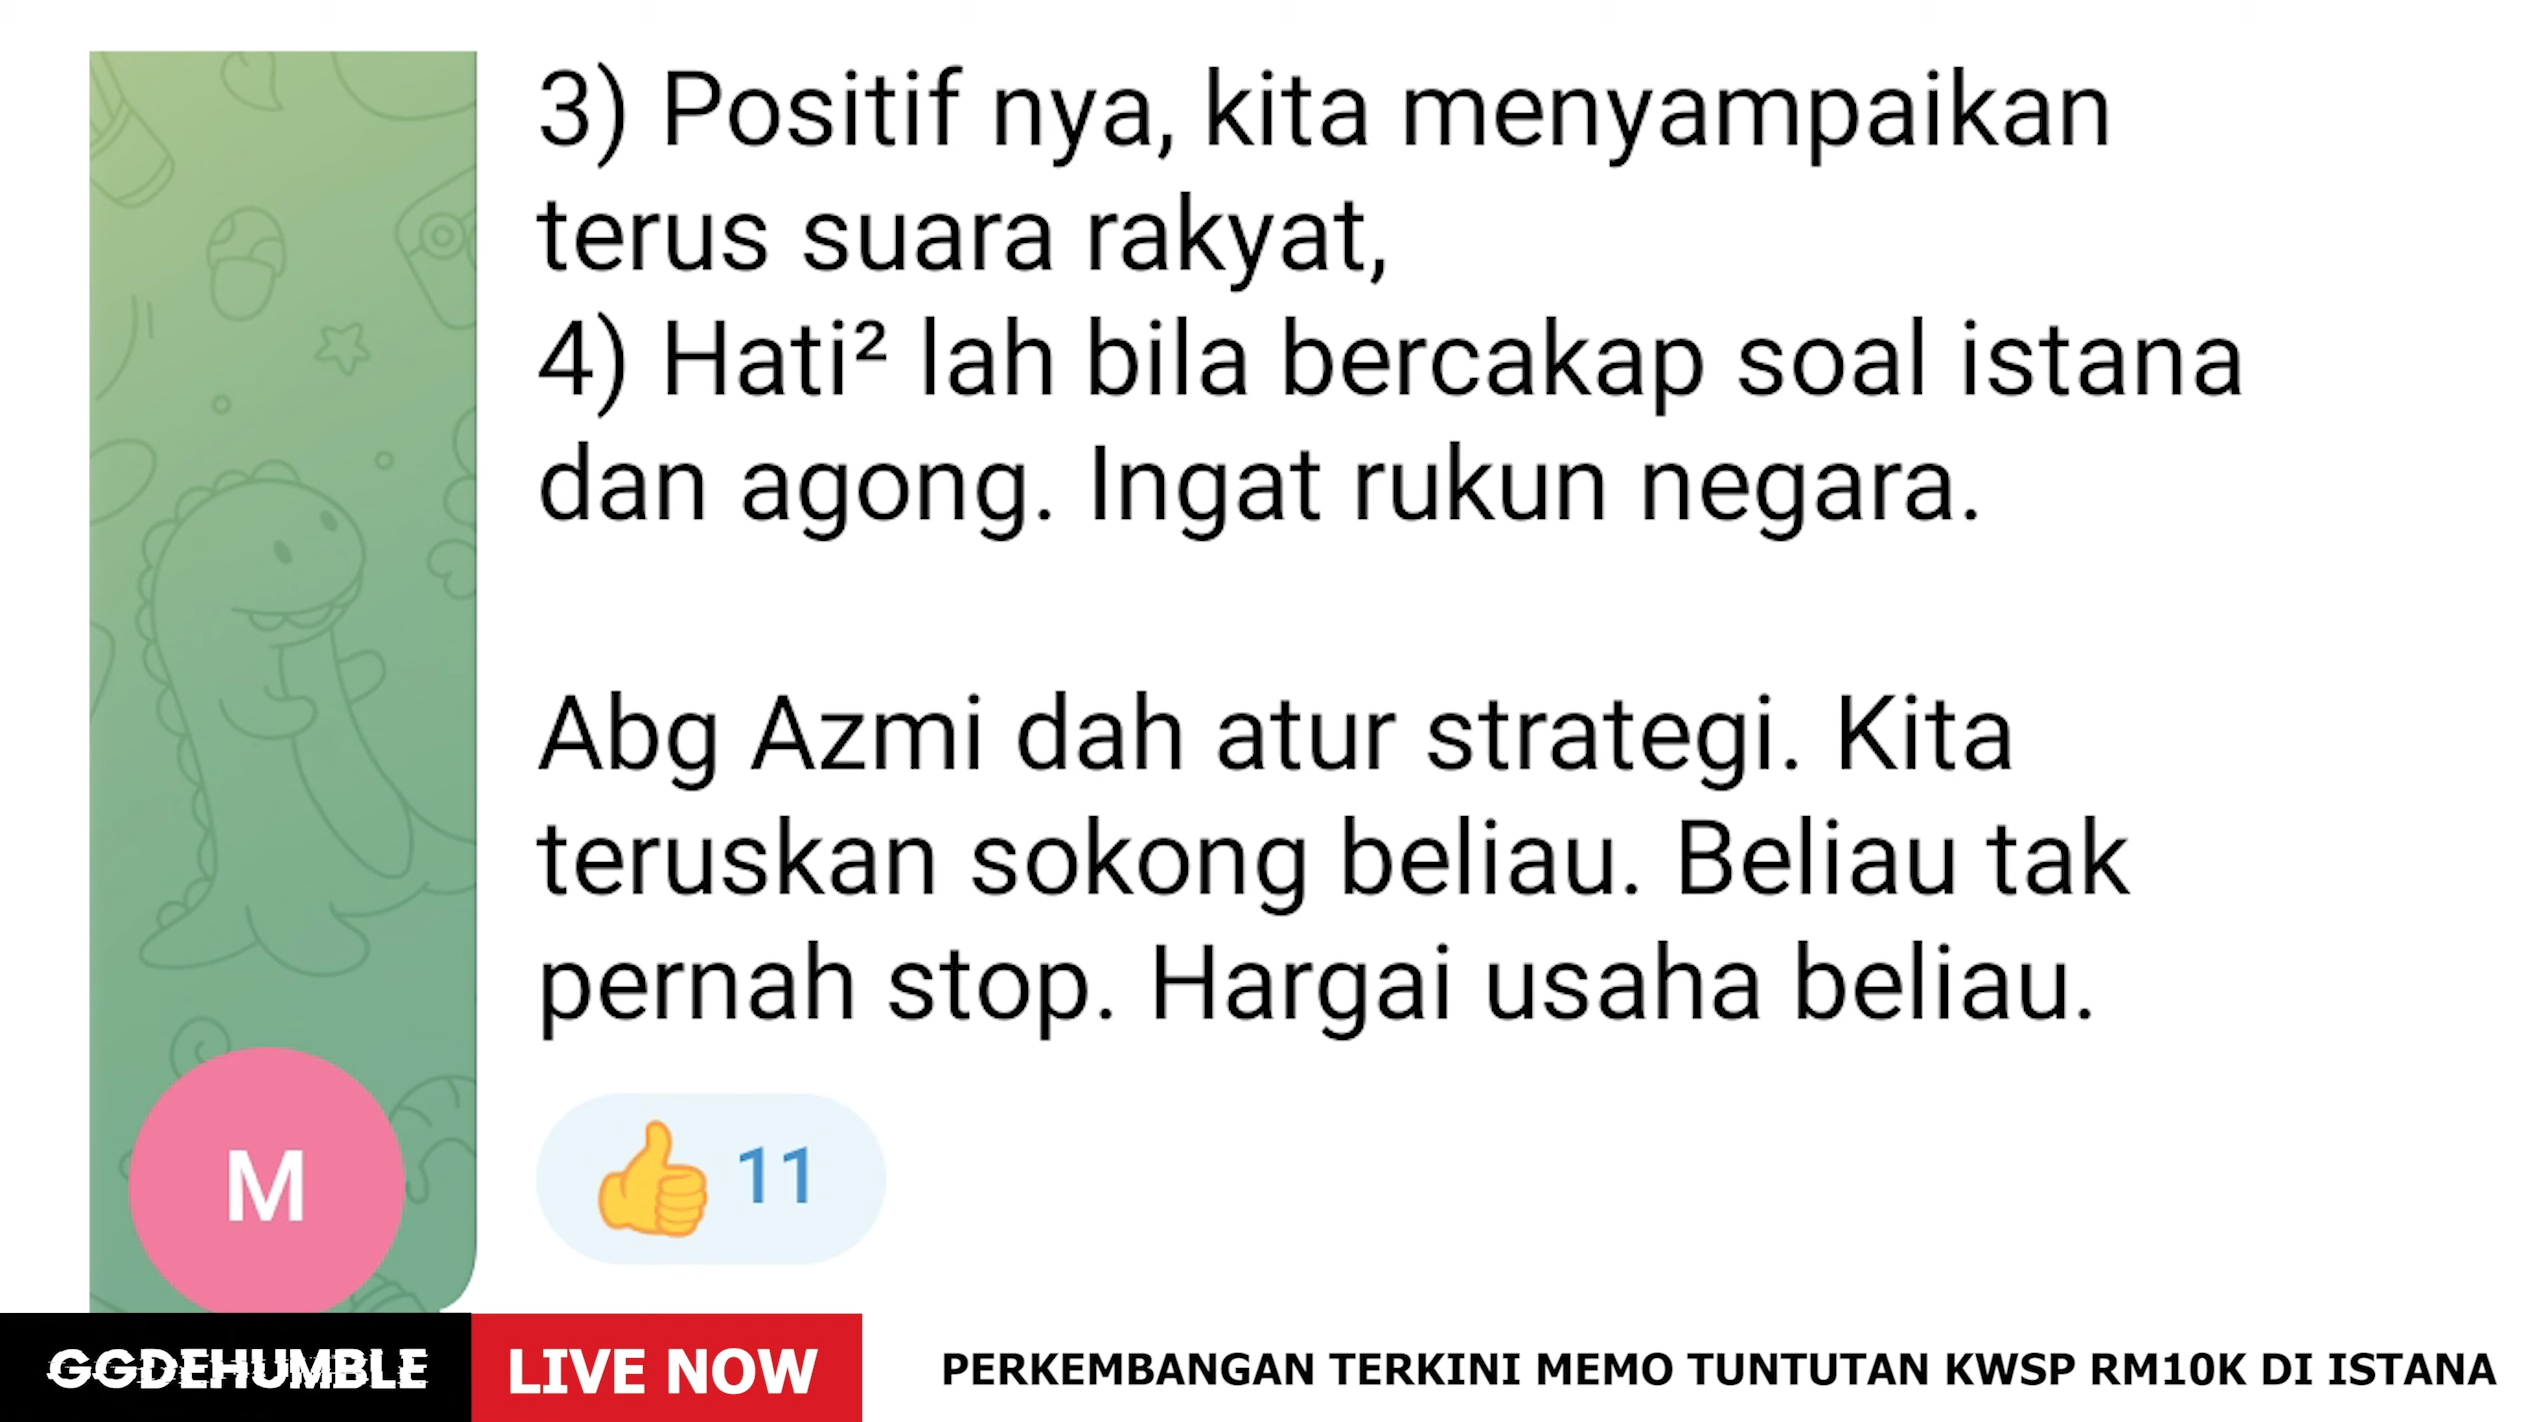 3) Positif nya, kita menyampaikan
terus suara rakyat,
4) Hati² lah bila bercakap soal istana
dan agong. Ingat rukun negara.
Abg Azmi dah atur strategi. Kita
teruskan sokong beliau. Beliau tak
pernah stop. Hargai usaha beliau.
M
👍 11
GGDEHUMBLE LIVE NOW PERKEMBANGAN TERKINI MEMO TUNTUTAN KWSP RM10K DI ISTANA